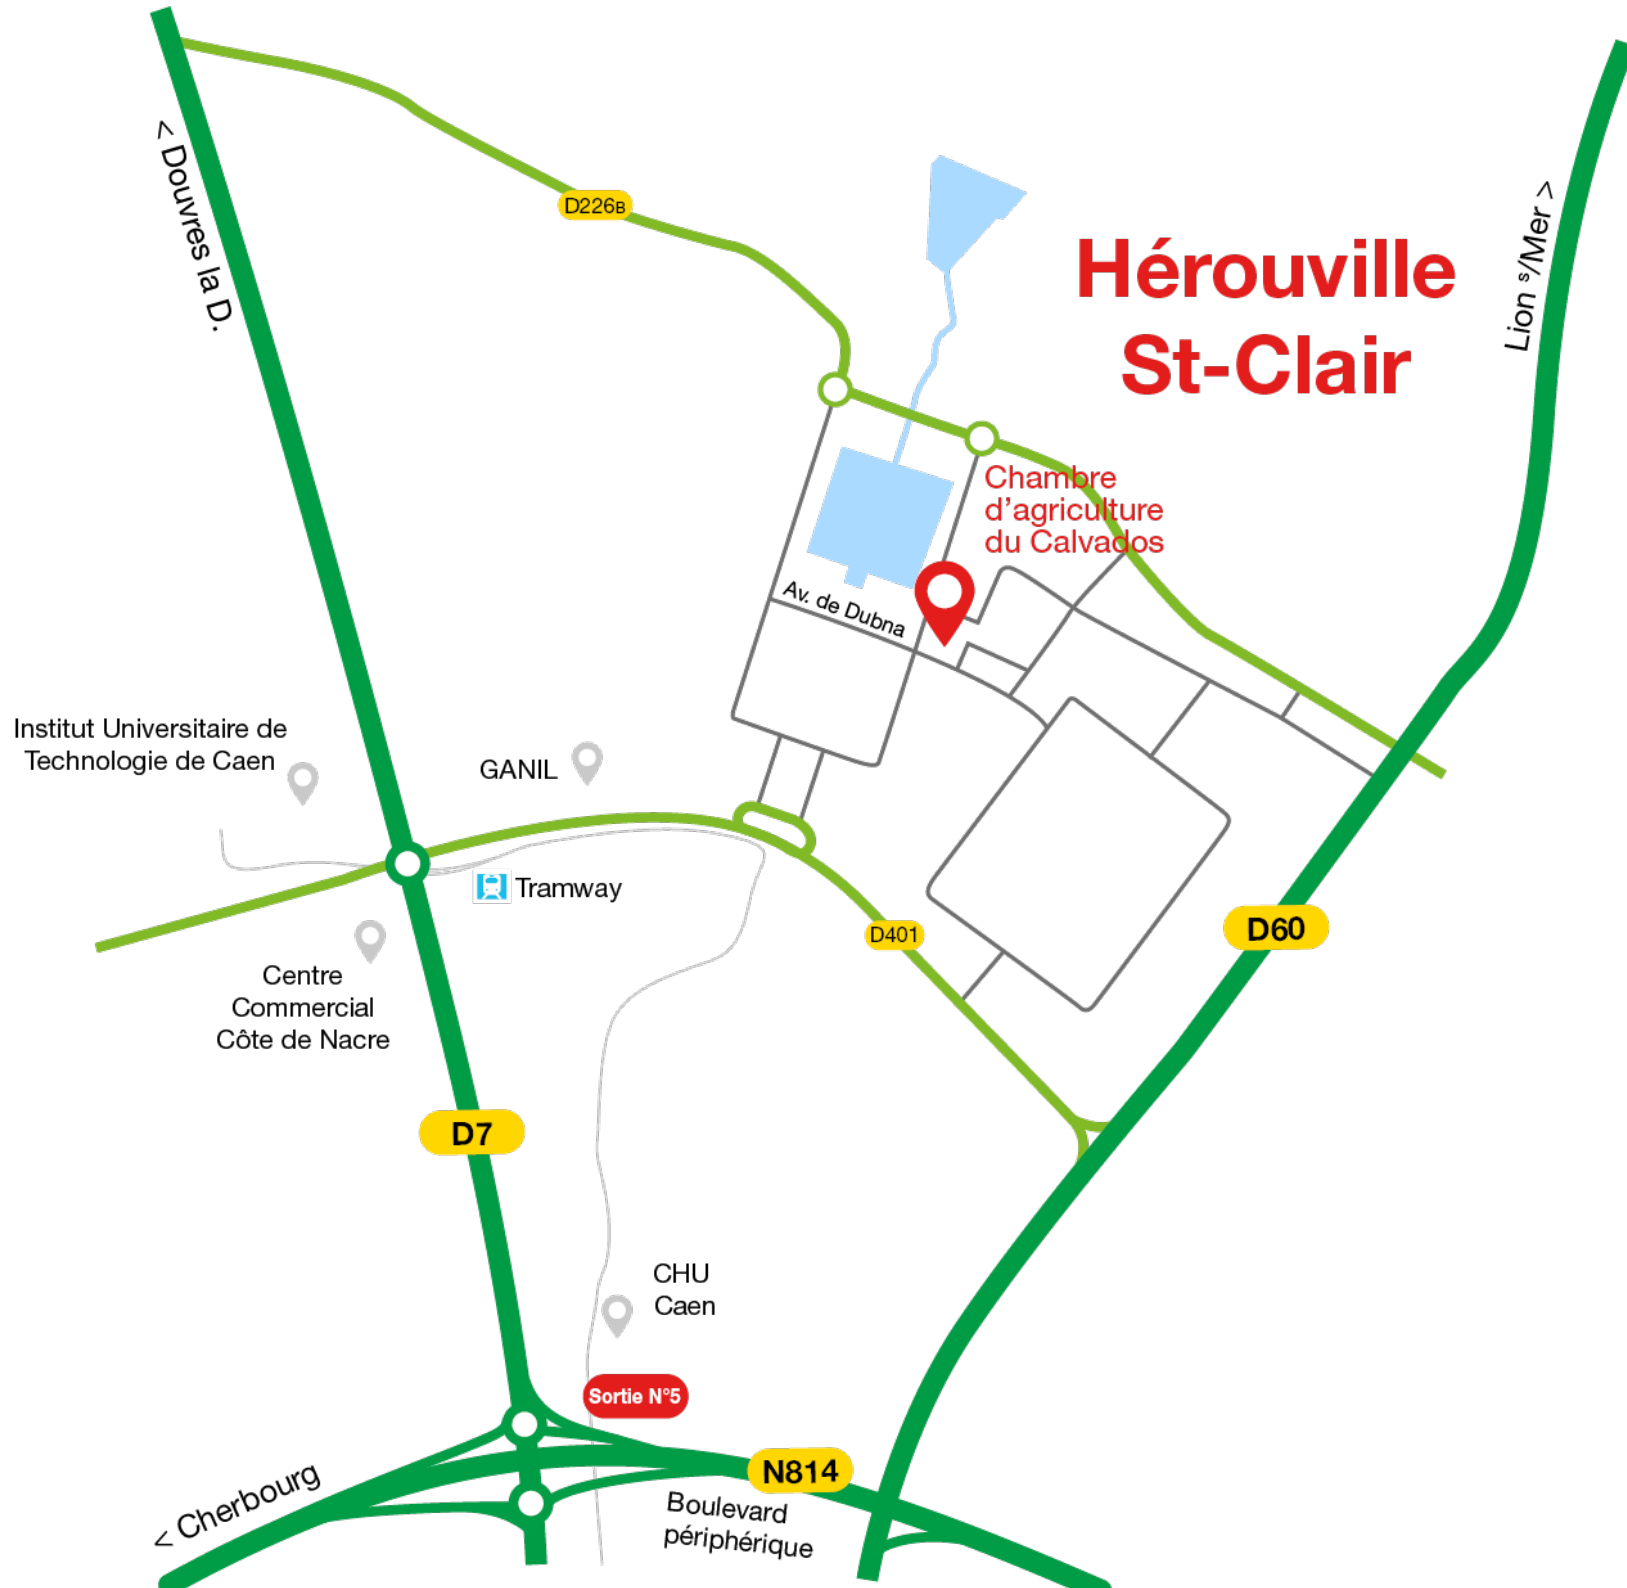 < Douvres la D.
D226B
Lion s/Mer >
Hérouville
St-Clair
Chambre
d’agriculture
du Calvados
Av. de Dubna
Institut Universitaire de
Technologie de Caen
GANIL
Tramway
D401
D60
Centre
Commercial
Côte de Nacre
D7
CHU
Caen
Sortie N°5
N814
< Cherbourg
Boulevard
périphérique